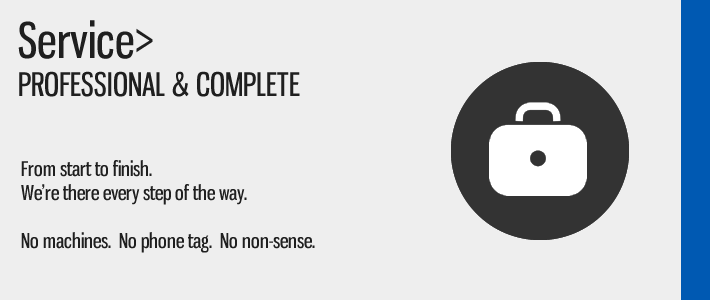 Service>
PROFESSIONAL & COMPLETE
From start to finish.
We're there every step of the way.
No machines.  No phone tag.  No non-sense.